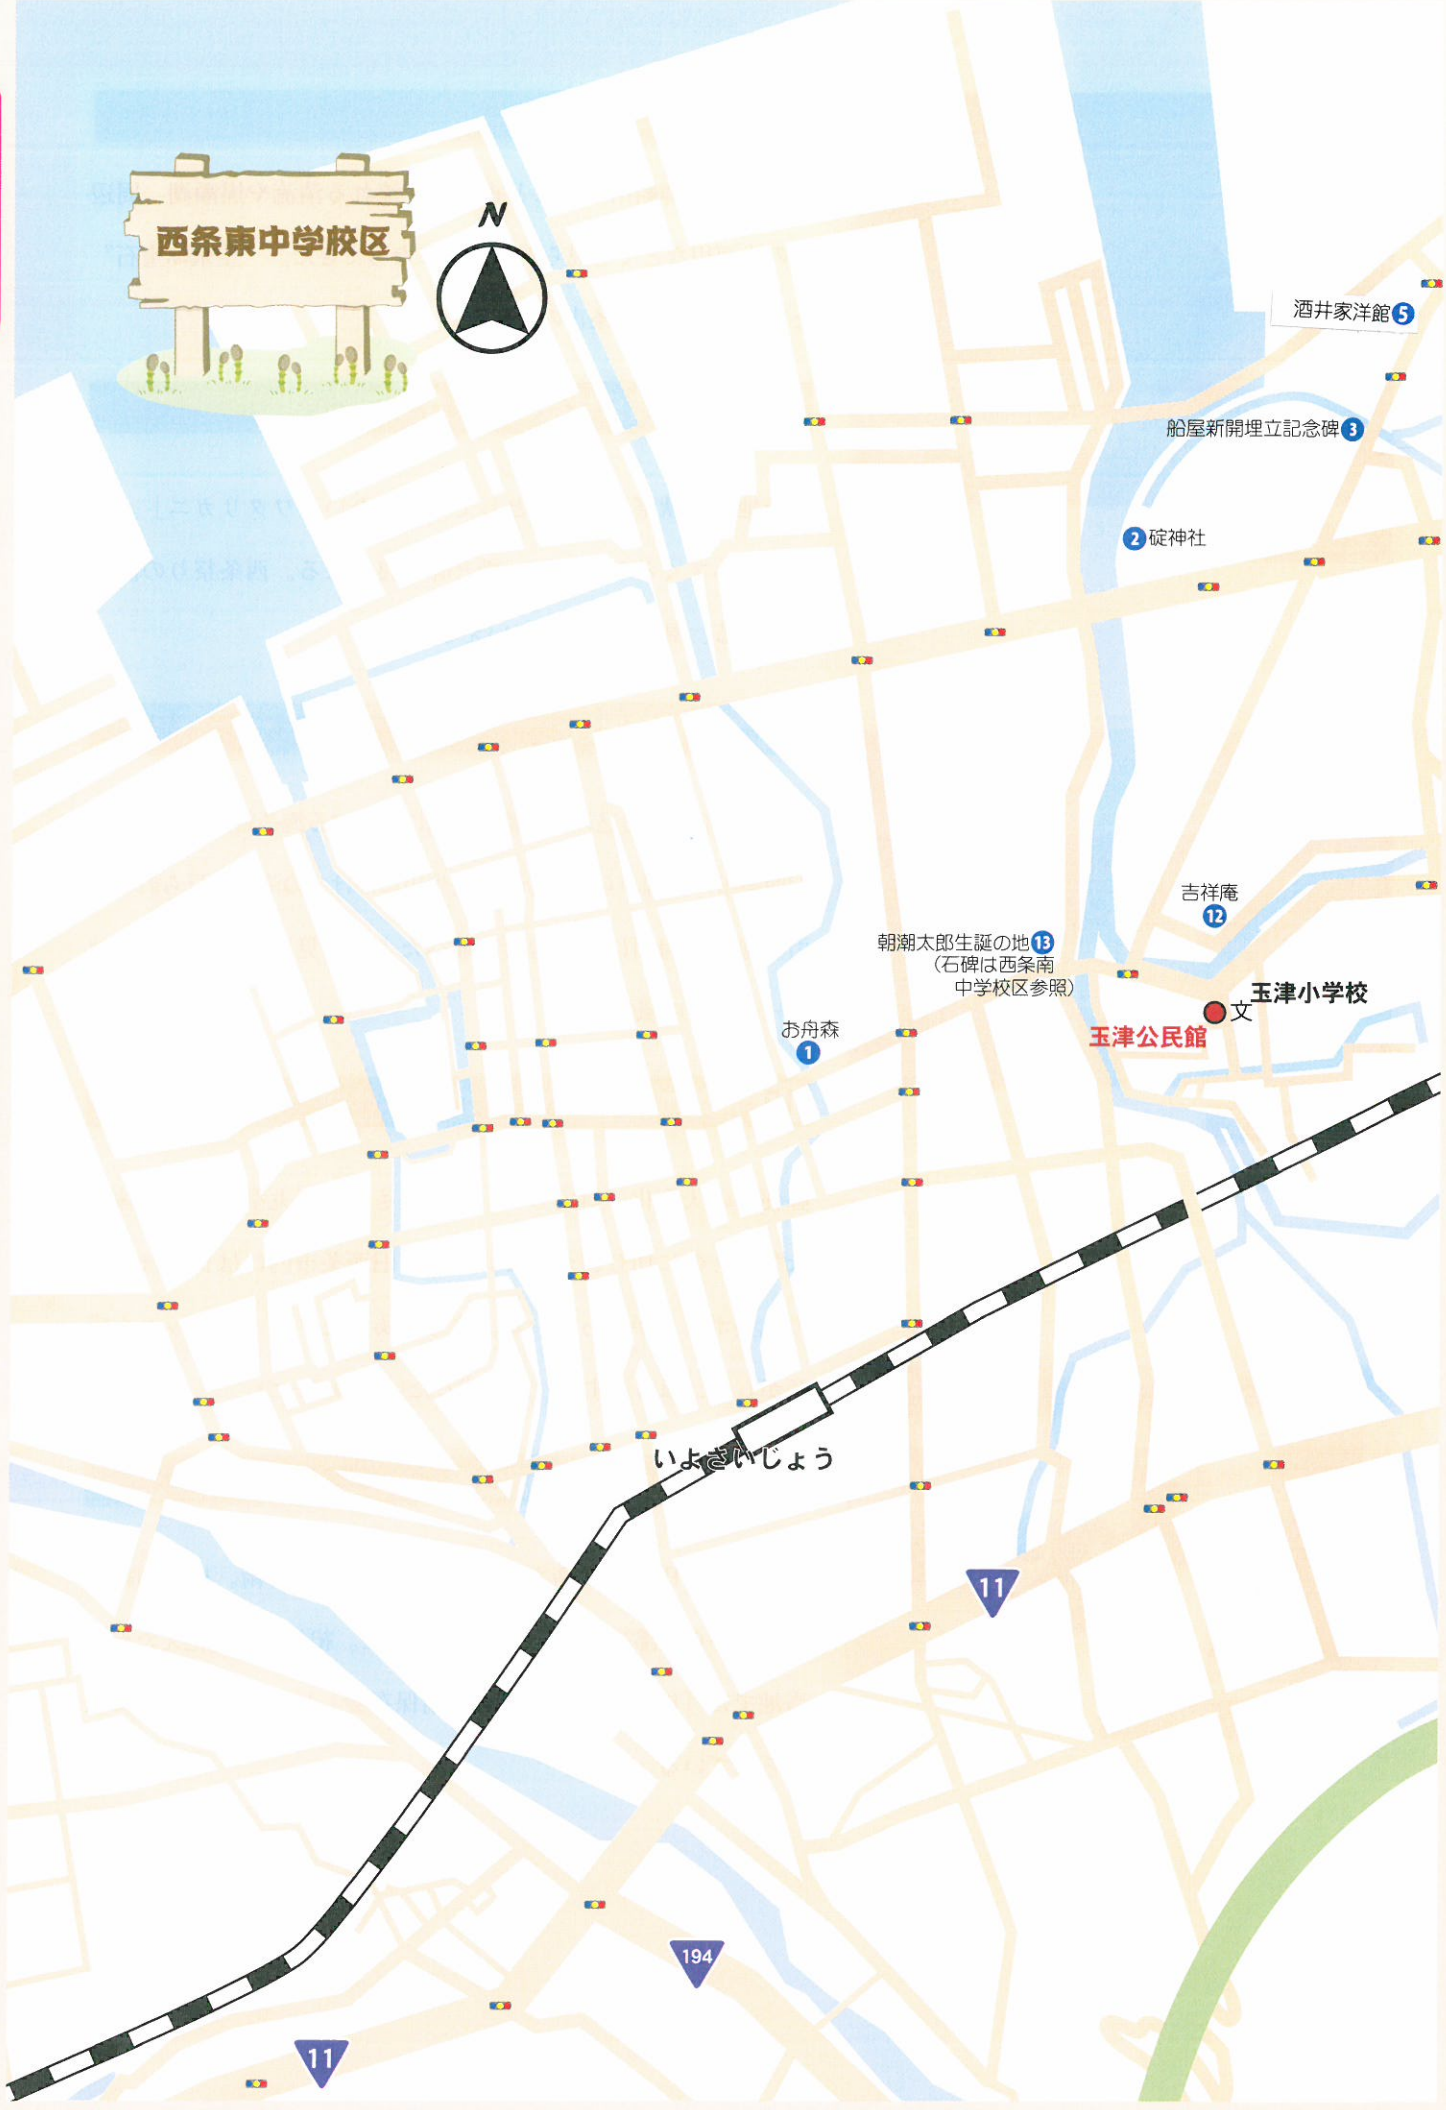 西条東中学校区
N
酒井家洋館5
船屋新開埋立記念碑3
2碇神社
吉祥庵
12
朝潮太郎生誕の地13
（石碑は西条南
中学校区参照）
玉津小学校
文
玉津公民館
お舟森
1
いよさいじょう
11
194
11